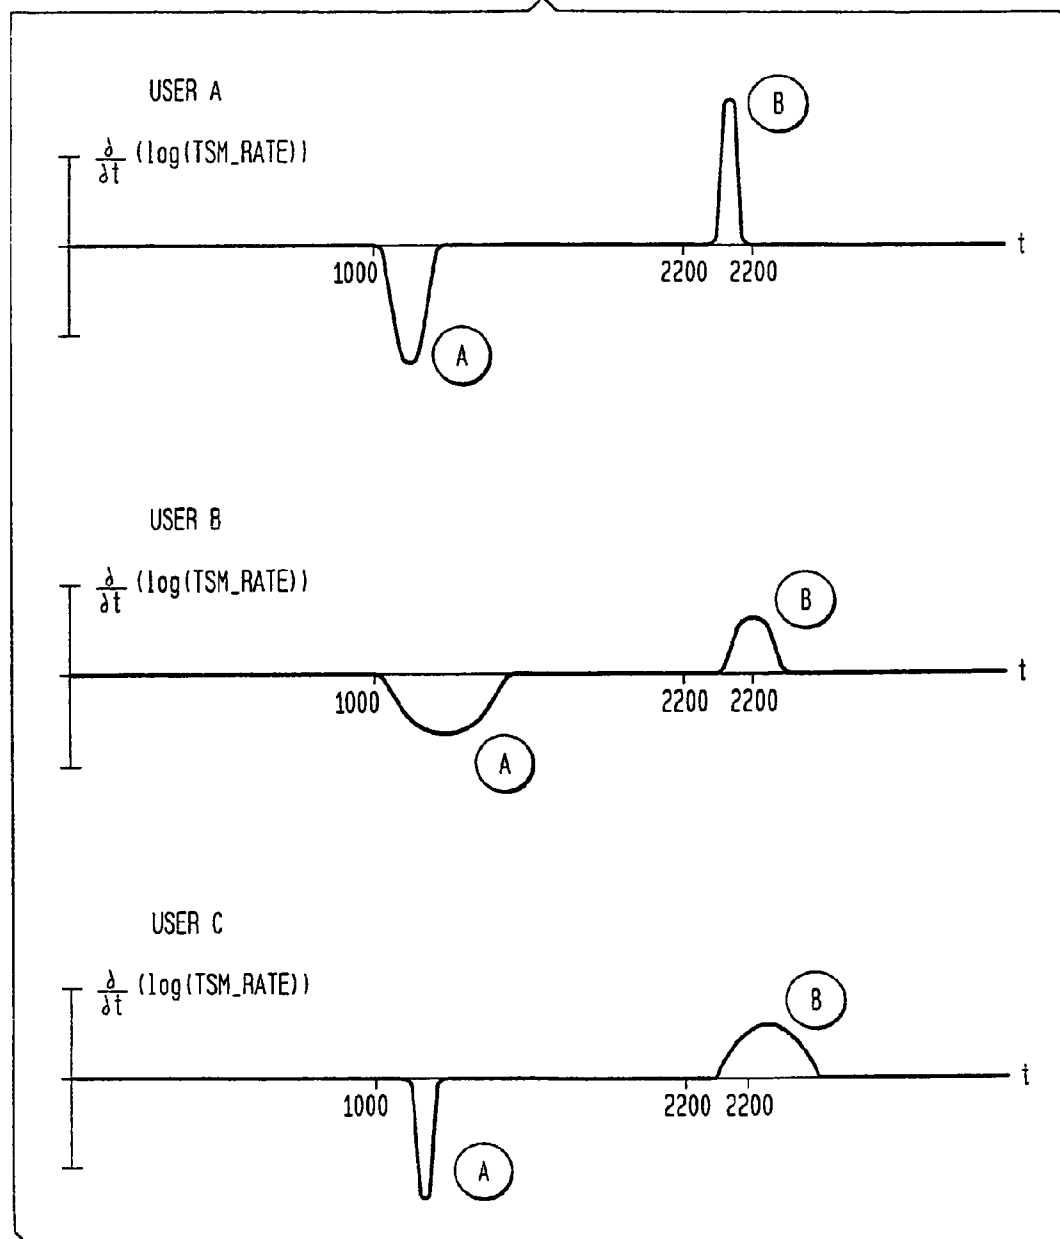 USER A
∂/∂t (log(TSM_RATE))
B
t
1000
2200 2200
A
USER B
∂/∂t (log(TSM_RATE))
B
t
1000
2200 2200
A
USER C
∂/∂t (log(TSM_RATE))
B
t
1000
2200 2200
A